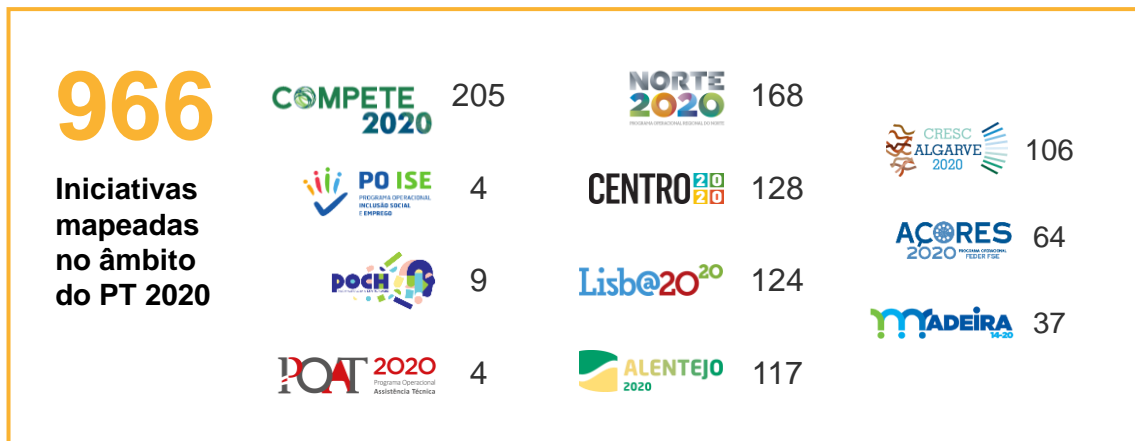 966
Iniciativas
mapeadas
no âmbito
do PT 2020
COMPETE
2020
205
PO ISE
PROGRAMA OPERACIONAL
INCLUSÃO SOCIAL
E EMPREGO
4
POCH
9
POAT 2020
Programa Operacional
Assistência Técnica
4
NORTE
2020
PROGRAMA OPERACIONAL REGIONAL DO NORTE
168
CENTRO 20
20
128
Lisb@2020
124
ALENTEJO
2020
117
CRESC
ALGARVE
2020
106
AÇORES
2020 PROGRAMA OPERACIONAL
FEDER FSE
64
MADEIRA
14-20
37